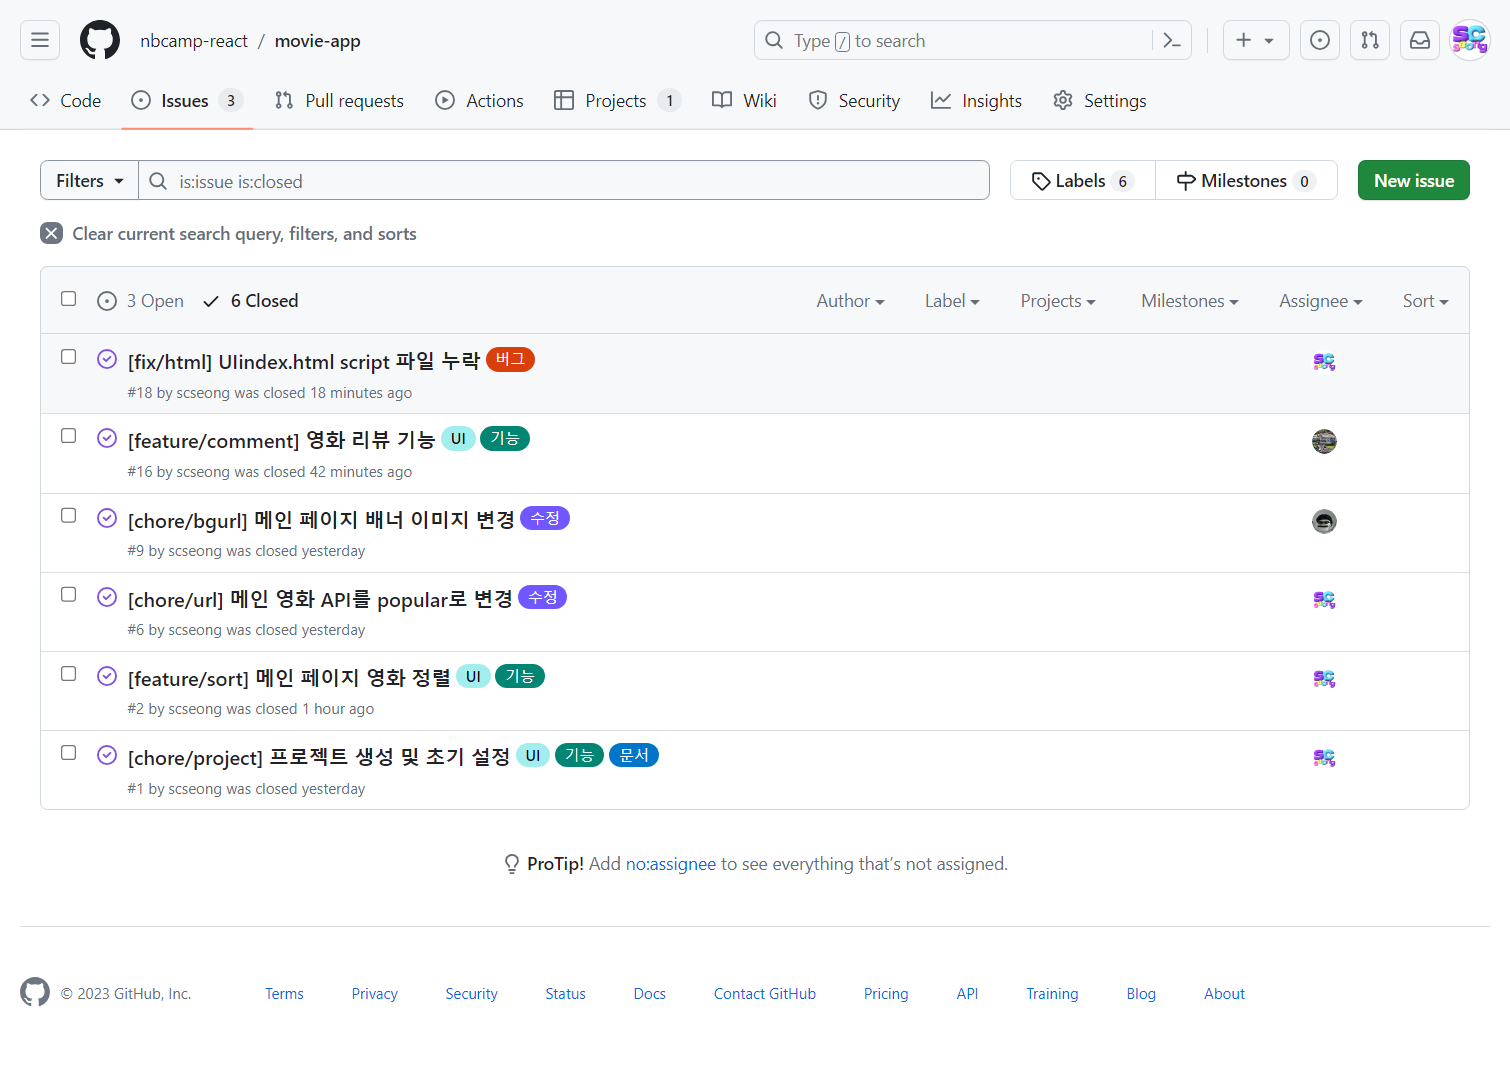 nbcamp-react / movie-app
Type / to search
Code
Issues 3
Pull requests
Actions
Projects 1
Wiki
Security
Insights
Settings
Filters
is:issue is:closed
Labels 6
Milestones 0
New issue
Clear current search query, filters, and sorts
3 Open
6 Closed
Author
Label
Projects
Milestones
Assignee
Sort
[fix/html] UIindex.html script 파일 누락 버그
#18 by scseong was closed 18 minutes ago
[feature/comment] 영화 리뷰 기능 UI 기능
#16 by scseong was closed 42 minutes ago
[chore/bgurl] 메인 페이지 배너 이미지 변경 수정
#9 by scseong was closed yesterday
[chore/url] 메인 영화 API를 popular로 변경 수정
#6 by scseong was closed yesterday
[feature/sort] 메인 페이지 영화 정렬 UI 기능
#2 by scseong was closed 1 hour ago
[chore/project] 프로젝트 생성 및 초기 설정 UI 기능 문서
#1 by scseong was closed yesterday
ProTip! Add no:assignee to see everything that’s not assigned.
© 2023 GitHub, Inc.
Terms
Privacy
Security
Status
Docs
Contact GitHub
Pricing
API
Training
Blog
About